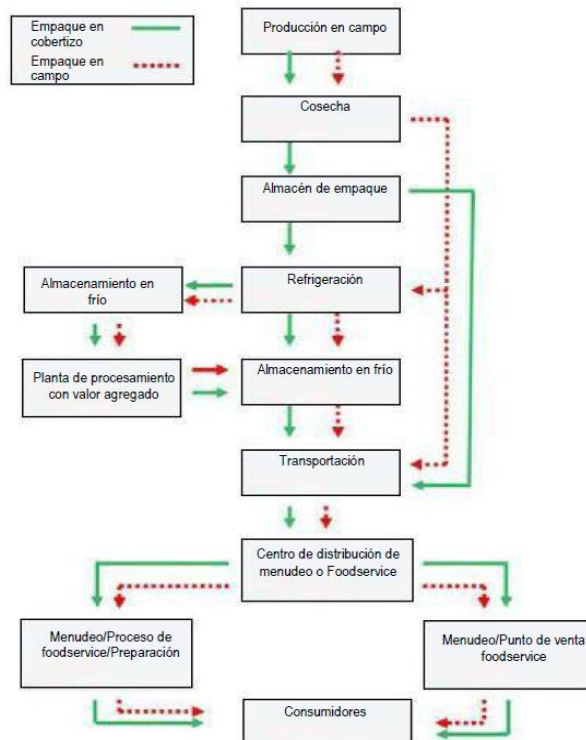 Empaque en
cobertizo
Empaque en
campo
Producción en campo
Cosecha
Almacén de empaque
Refrigeración
Almacenamiento en
frío
Planta de procesamiento
con valor agregado
Almacenamiento en frío
Transportación
Centro de distribución de
menudeo o Foodservice
Menudeo/Proceso de
foodservice/Preparación
Menudeo/Punto de venta
foodservice
Consumidores